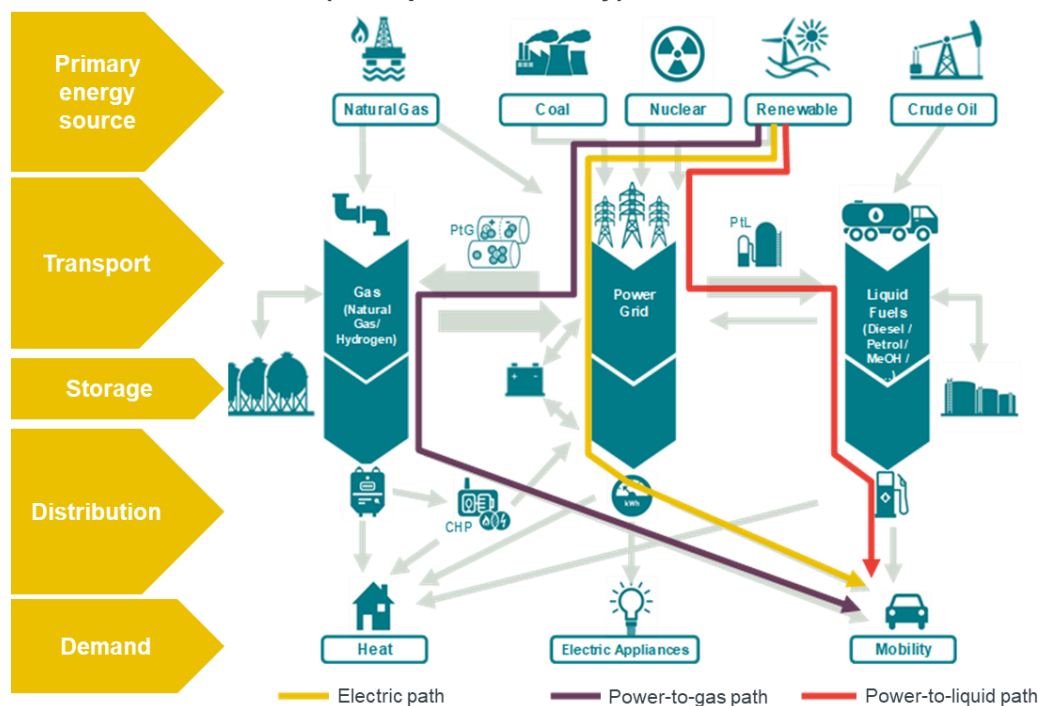 Primary
energy
source
Natural Gas
Coal
Nuclear
Renewable
Crude Oil
Transport
PtG
PtL
Gas
(Natural
Gas/
Hydrogen)
Power
Grid
Liquid
Fuels
(Diesel /
Petrol/
MeOH /
..)
Storage
+ -
Distribution
CHP
kWh
Demand
Heat
Electric Appliances
Mobility
Electric path
Power-to-gas path
Power-to-liquid path